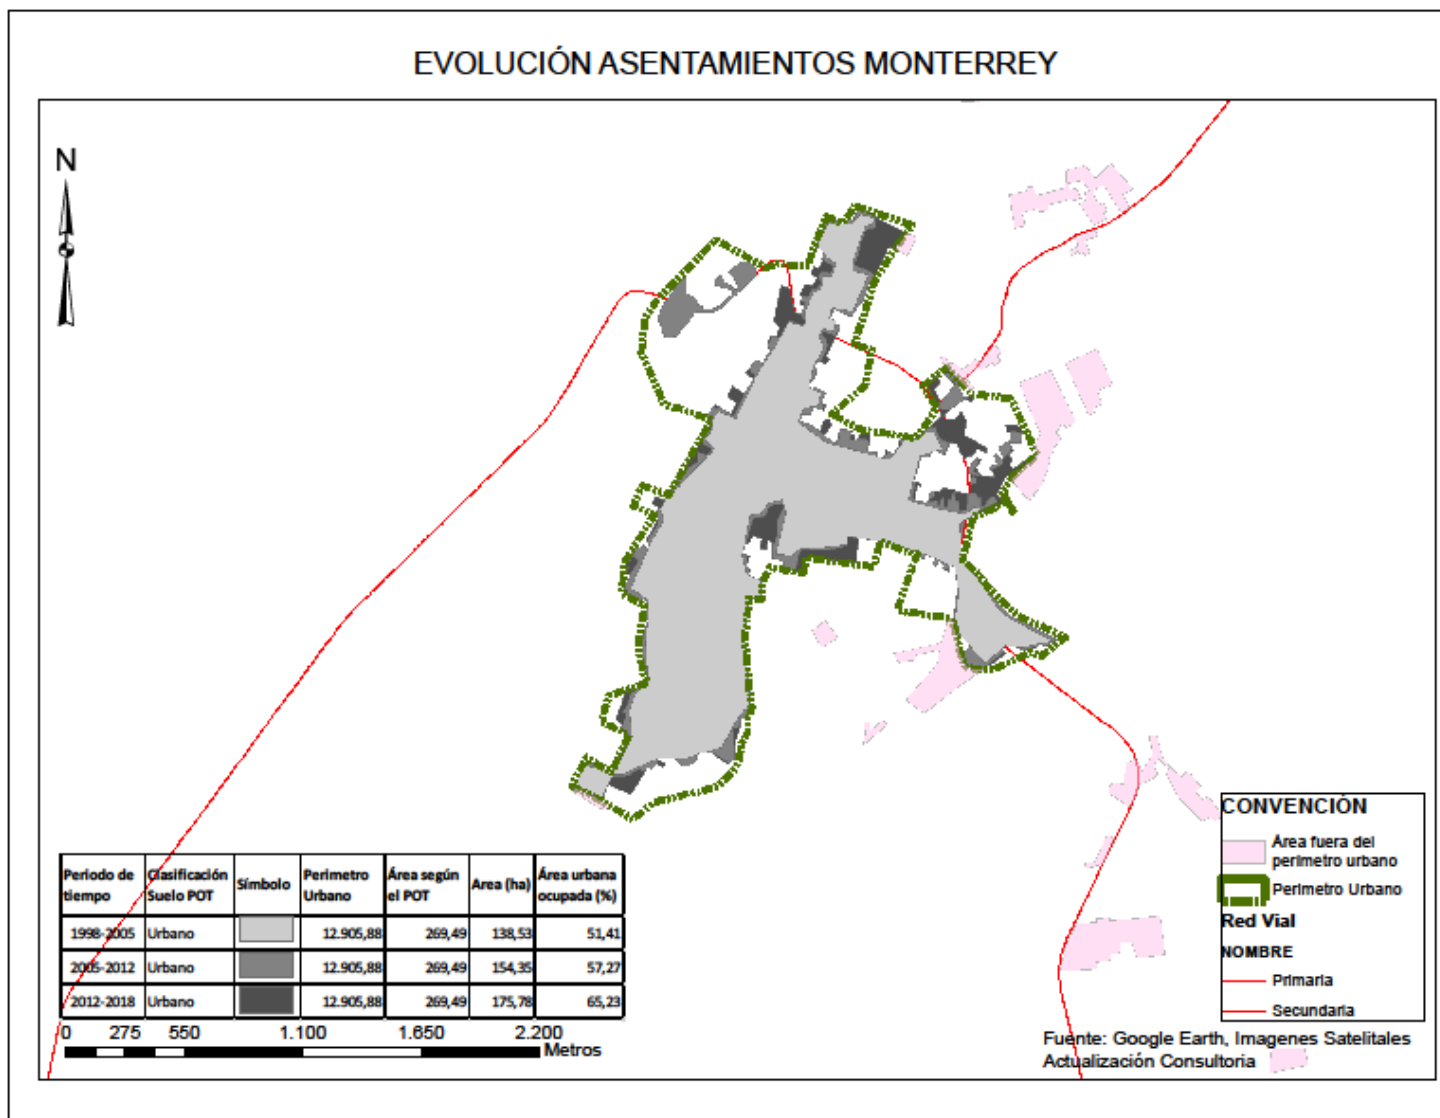 EVOLUCIÓN ASENTAMIENTOS MONTERREY
N
Periodo de tiempo Clasificación Suelo POT Símbolo Perimetro Urbano Área según el POT Area (ha) Área urbana ocupada (%)
1998-2005 Urbano 12.905,88 269,49 138,53 51,41
2005-2012 Urbano 12.905,88 269,49 154,35 57,27
2012-2018 Urbano 12.905,88 269,49 175,78 65,23
0 275 550 1.100 1.650 2.200
Metros
CONVENCIÓN
Área fuera del
perimetro urbano
Perimetro Urbano
Red Vial
NOMBRE
Primaria
Secundaria
Fuente: Google Earth, Imagenes Satelitales
Actualización Consultoria